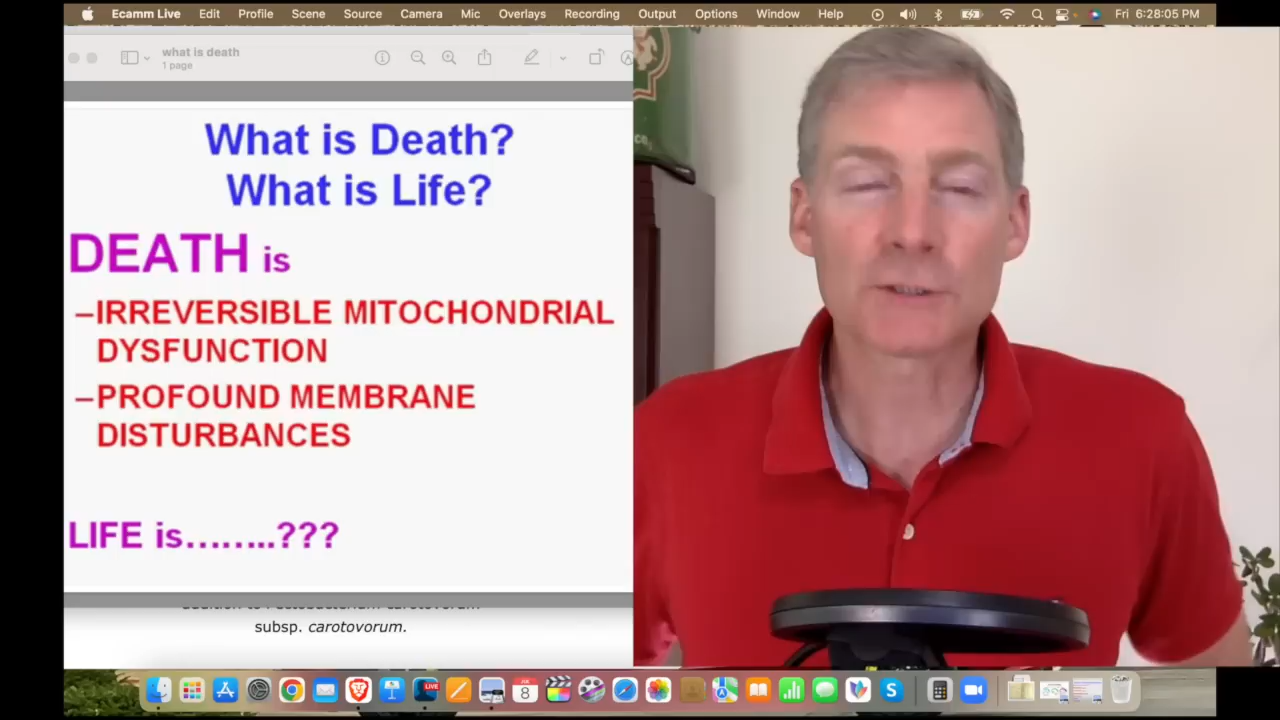 Ecamm Live Edit Profile Scene Source Camera Mic Overlays Recording Output Options Window Help Fri 6:28:05 PM
what is death
1 page
What is Death?
What is Life?
DEATH is
–IRREVERSIBLE MITOCHONDRIAL
DYSFUNCTION
–PROFOUND MEMBRANE
DISTURBANCES
LIFE is……..???
subsp. carotovorum.
LIVE
8